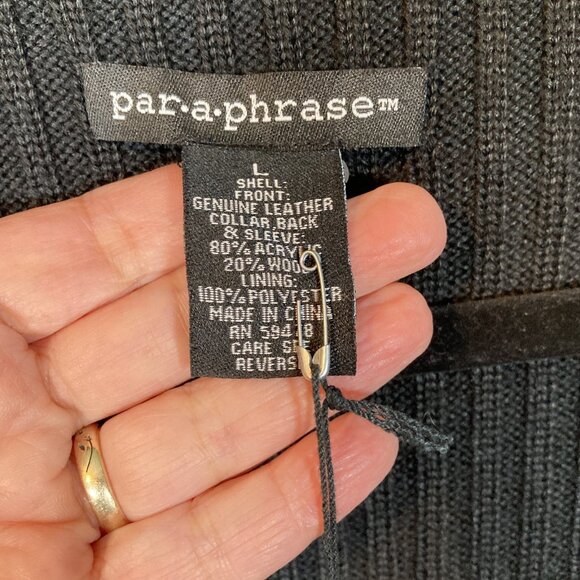 par•a•phrase™
L
SHELL:
FRONT:
GENUINE LEATHER
COLLAR, BACK
& SLEEVE:
80% ACRYLIC
20% WOOL
LINING:
100% POLYESTER
MADE IN CHINA
RN
CARE SEE
REVERSE